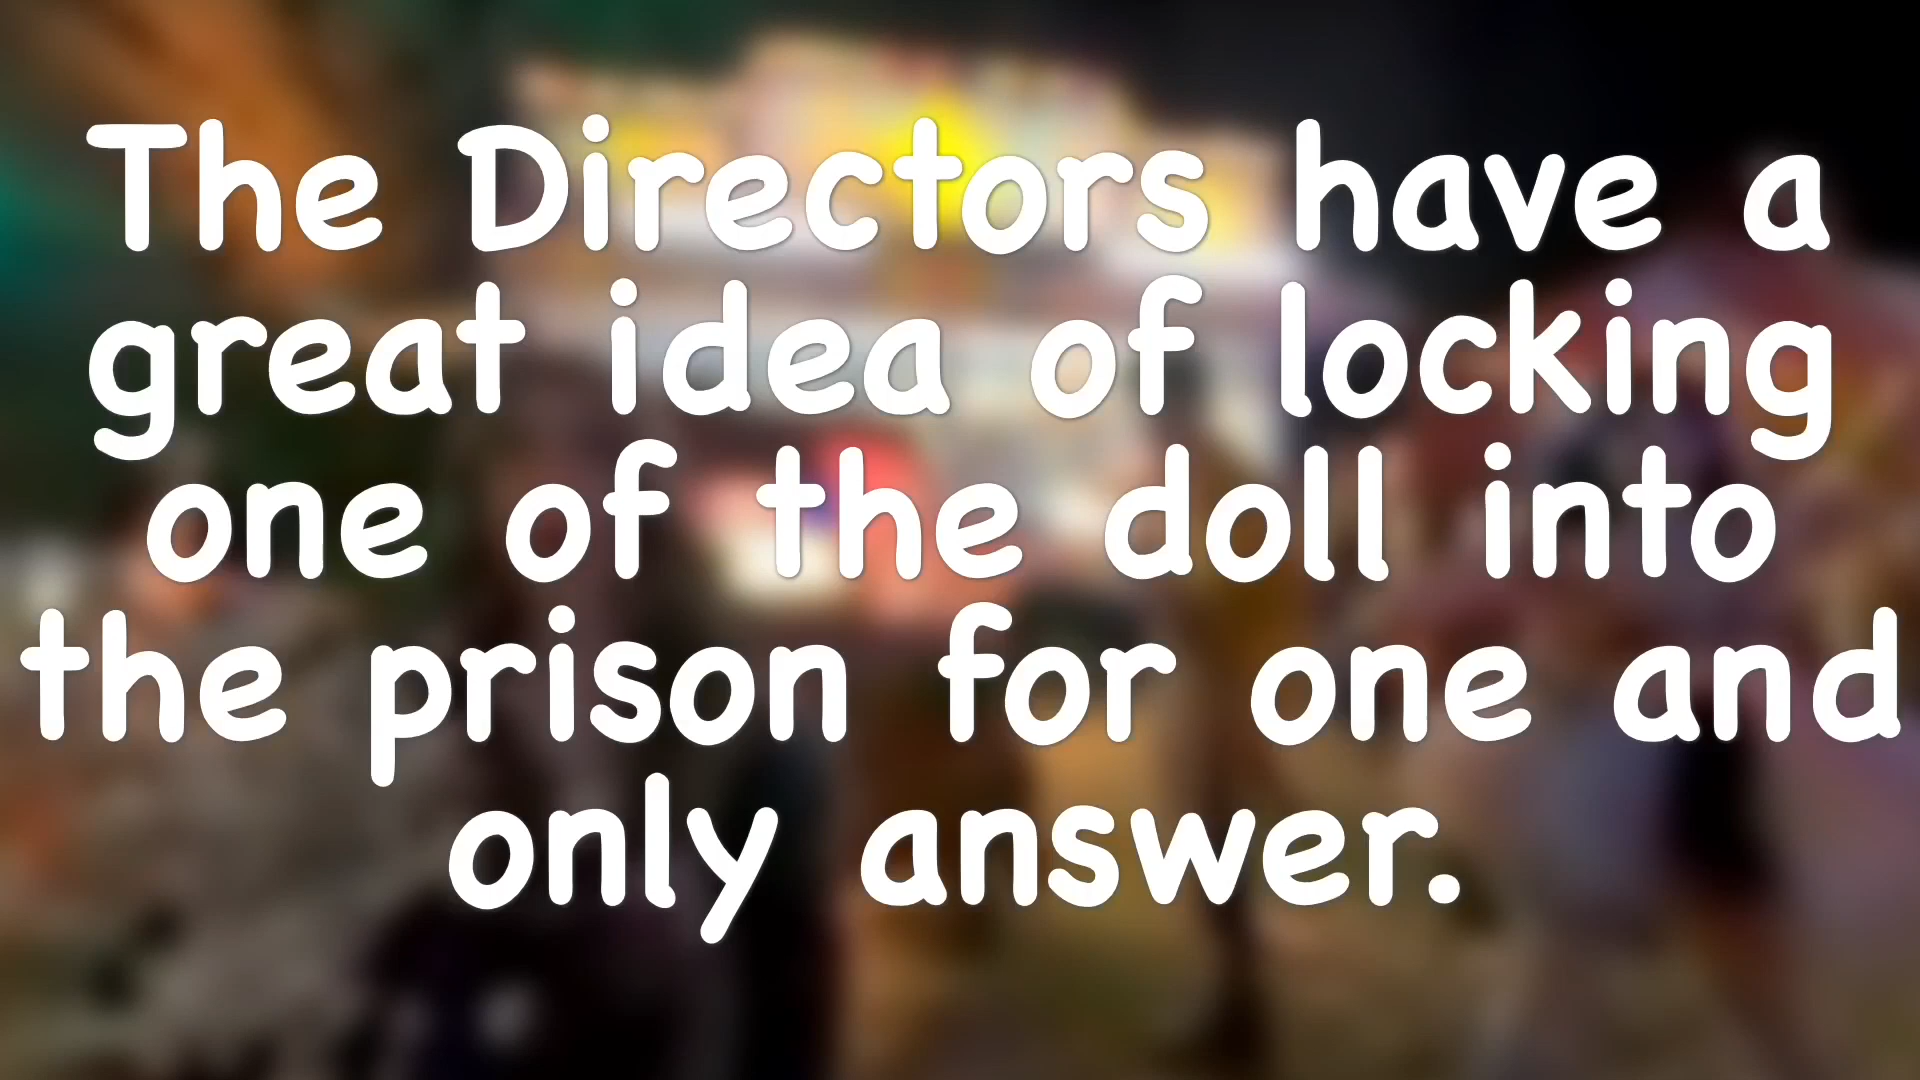 The Directors have a
great idea of locking
one of the doll into
the prison for one and
only answer.